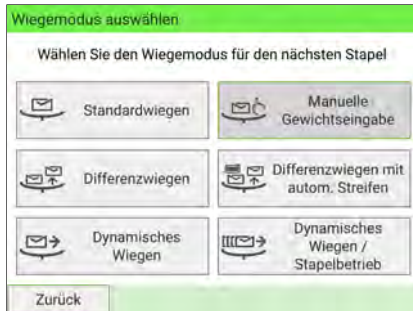 Wiegemodus auswählen
Wählen Sie den Wiegemodus für den nächsten Stapel
Standardwiegen
Manuelle
Gewichtseingabe
Differenzwiegen
Differenzwiegen mit
autom. Streifen
Dynamisches
Wiegen
Dynamisches
Wiegen /
Stapelbetrieb
Zurück